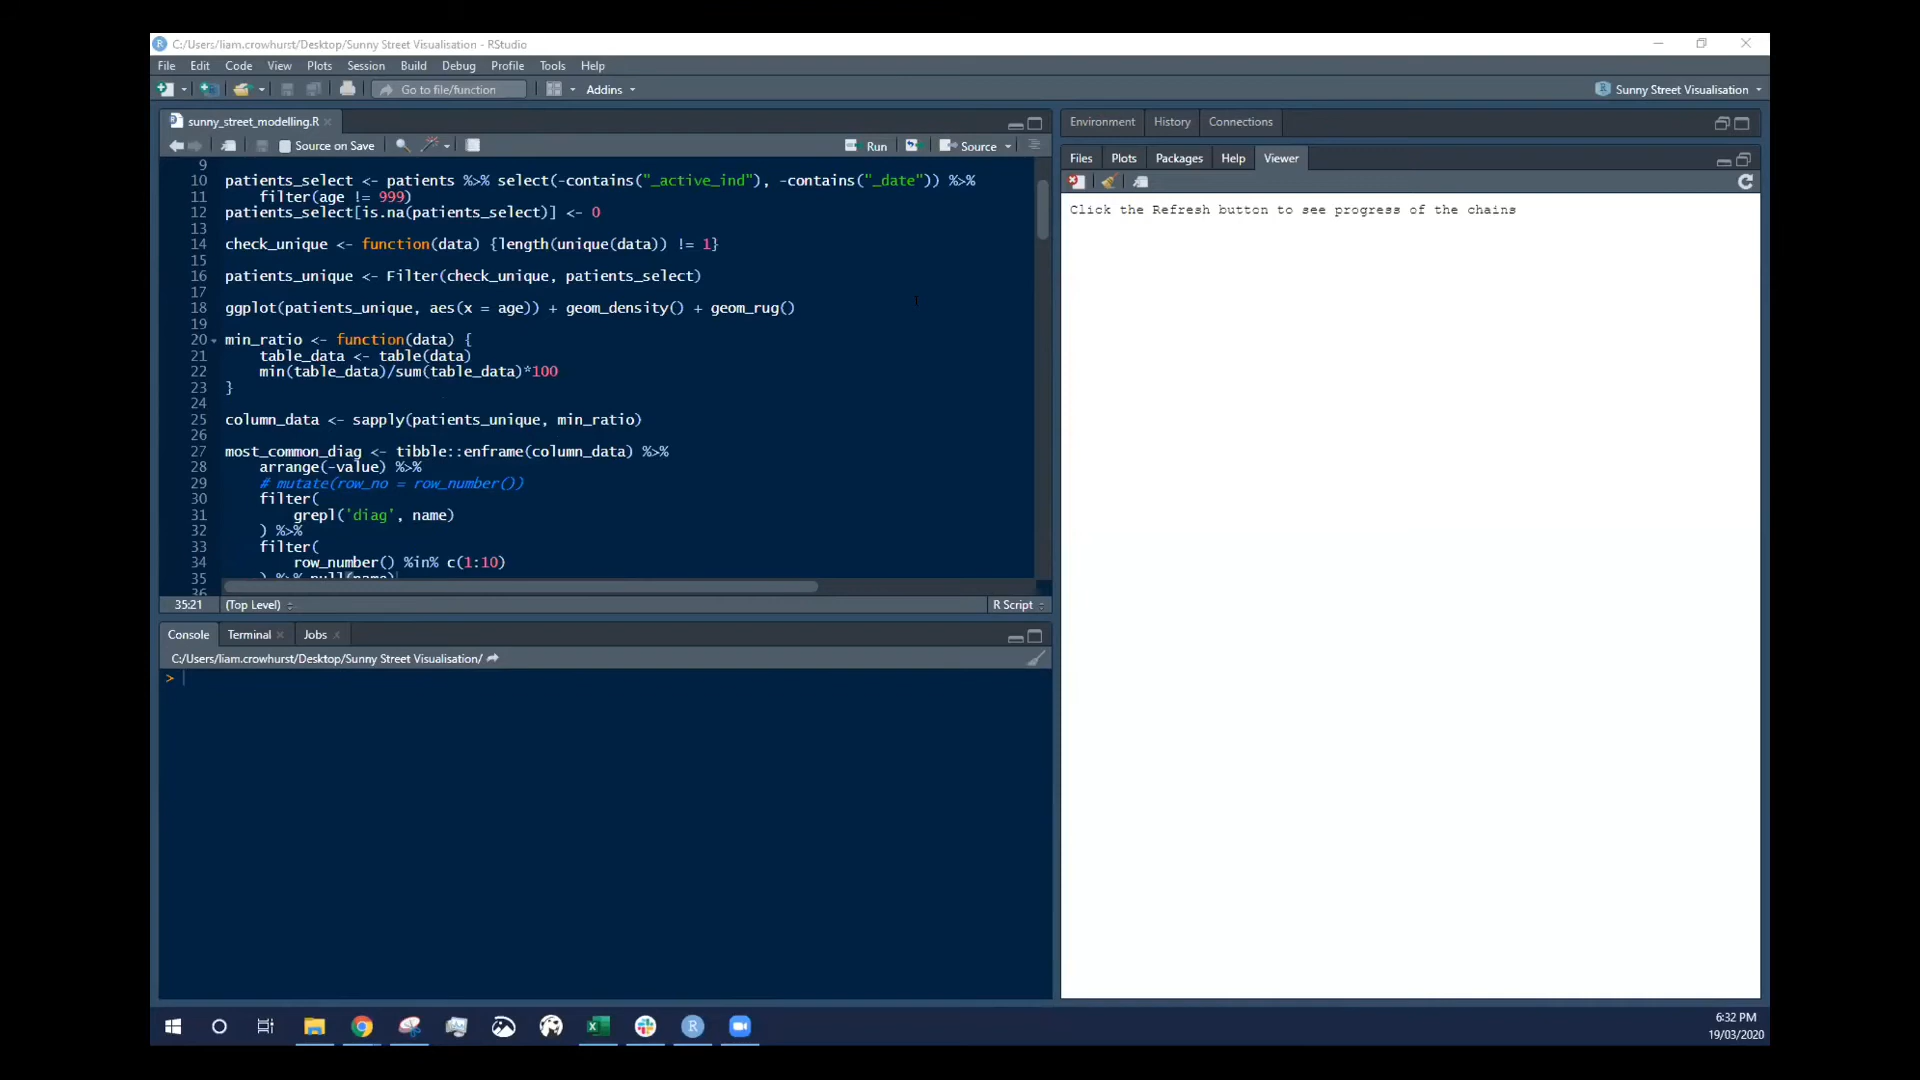 C:/Users/liam.crowhurst/Desktop/Sunny Street Visualisation - RStudio
File Edit Code View Plots Session Build Debug Profile Tools Help
Go to file/function Addins Sunny Street Visualisation
sunny_street_modelling.R
Source on Save Run Source
9
10 patients_select <- patients %>% select(-contains("_active_ind"), -contains("_date")) %>%
11 filter(age != 999)
12 patients_select[is.na(patients_select)] <- 0
13
14 check_unique <- function(data) {length(unique(data)) != 1}
15
16 patients_unique <- Filter(check_unique, patients_select)
17
18 ggplot(patients_unique, aes(x = age)) + geom_density() + geom_rug()
19
20 min_ratio <- function(data) {
21 table_data <- table(data)
22 min(table_data)/sum(table_data)*100
23 }
24
25 column_data <- sapply(patients_unique, min_ratio)
26
27 most_common_diag <- tibble::enframe(column_data) %>%
28 arrange(-value) %>%
29 # mutate(row_no = row_number())
30 filter(
31 grepl('diag', name)
32 ) %>%
33 filter(
34 row_number() %in% c(1:10)
35 ) %>% pull(name)
36
35:21 (Top Level) R Script
Console Terminal Jobs
C:/Users/liam.crowhurst/Desktop/Sunny Street Visualisation/
>
Environment History Connections
Files Plots Packages Help Viewer
Click the Refresh button to see progress of the chains
6:32 PM
19/03/2020